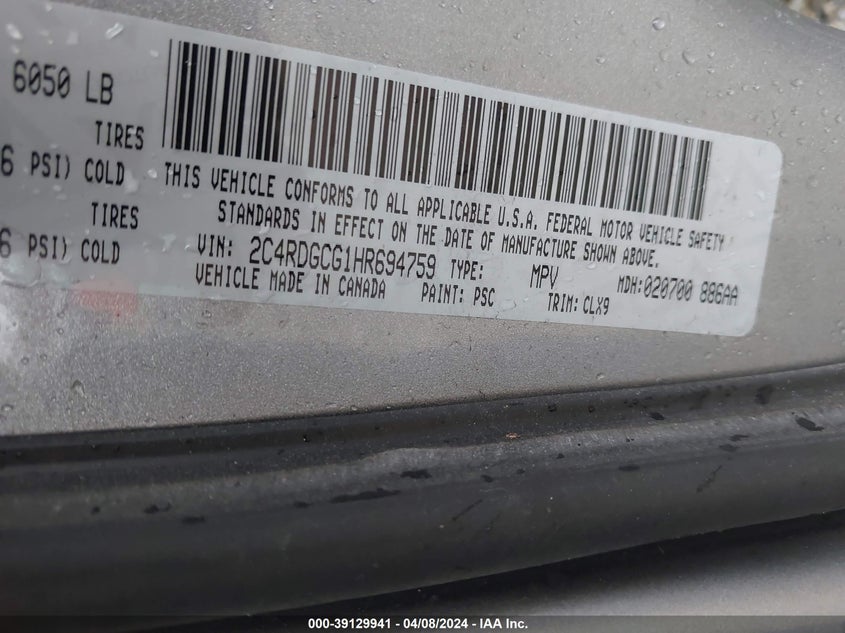 6050 LB
TIRES
6 PSI) COLD
TIRES
6 PSI) COLD
THIS VEHICLE CONFORMS TO ALL APPLICABLE U.S.A. FEDERAL MOTOR VEHICLE SAFETY
STANDARDS IN EFFECT ON THE DATE OF MANUFACTURE SHOWN ABOVE.
VIN: 2C4RDGCG1HR694759 TYPE: MPV MDH:020700 886AA
VEHICLE MADE IN CANADA PAINT: PSC TRIM: CLX9
000-39129941 / 04/08/2024 - IAA Inc.